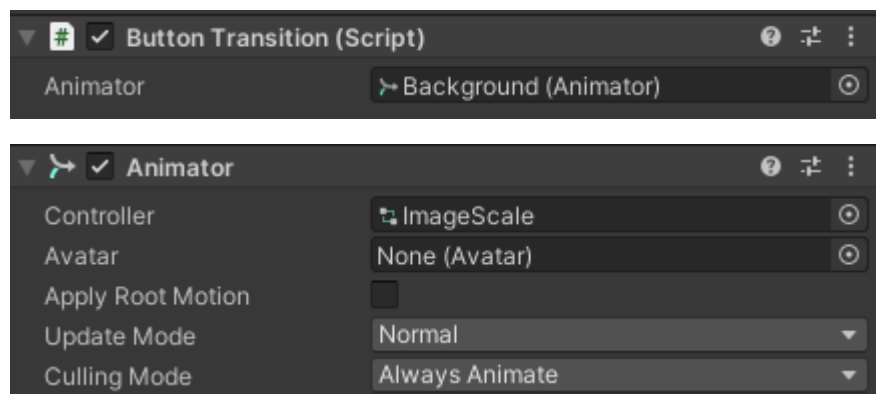 Button Transition (Script)
Animator Background (Animator)
Animator
Controller ImageScale
Avatar None (Avatar)
Apply Root Motion
Update Mode Normal
Culling Mode Always Animate